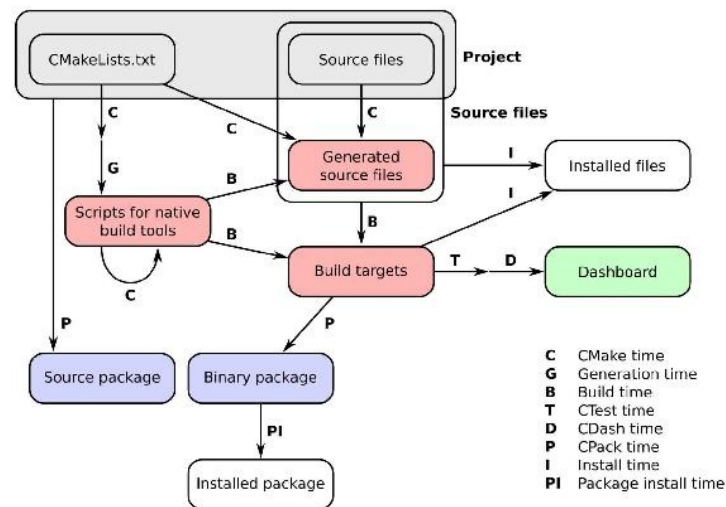 CMakeLists.txt
Source files
Project
C
C
C
Source files
G
B
Generated
source files
I
Installed files
Scripts for native
build tools
B
B
I
C
Build targets
T
D
Dashboard
P
P
Source package
Binary package
PI
Installed package
C CMake time
G Generation time
B Build time
T CTest time
D CDash time
P CPack time
I Install time
PI Package install time